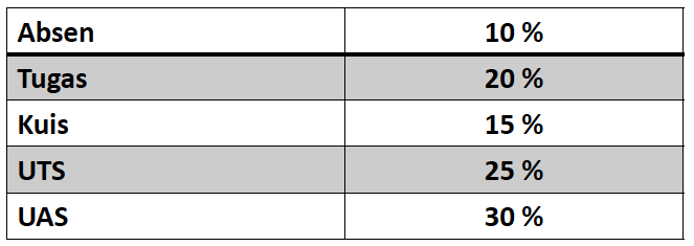 Absen 10 %
Tugas 20 %
Kuis 15 %
UTS 25 %
UAS 30 %